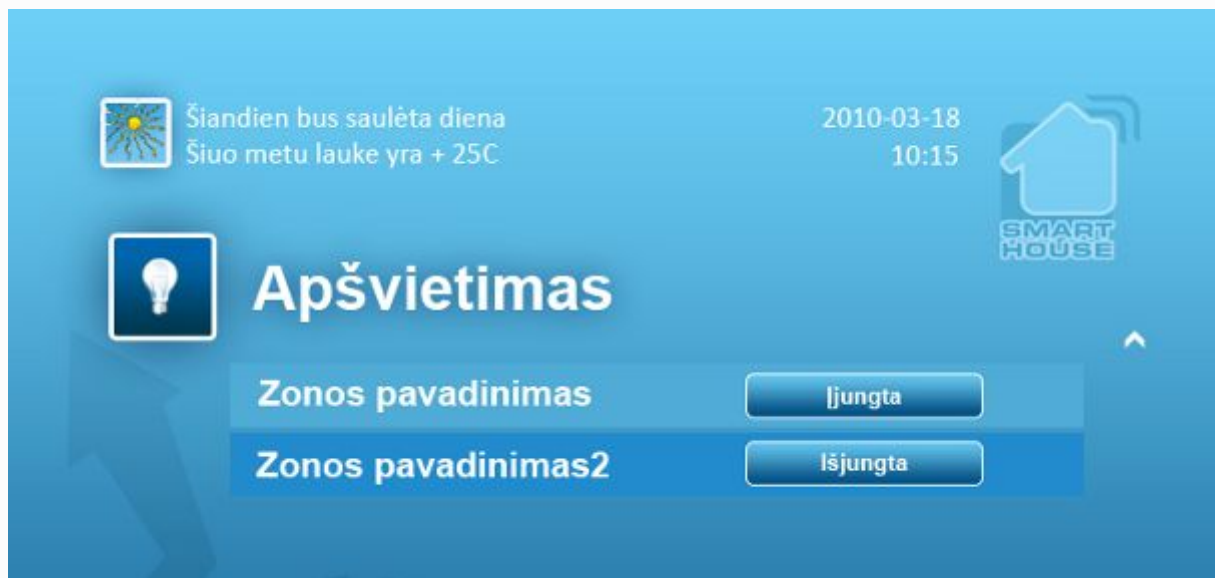 Šiandien bus saulėta diena
Šiuo metu lauke yra + 25C
2010-03-18
10:15
SMART
HOUSE
Apšvietimas
Zonos pavadinimas
Įjungta
Zonos pavadinimas2
Išjungta